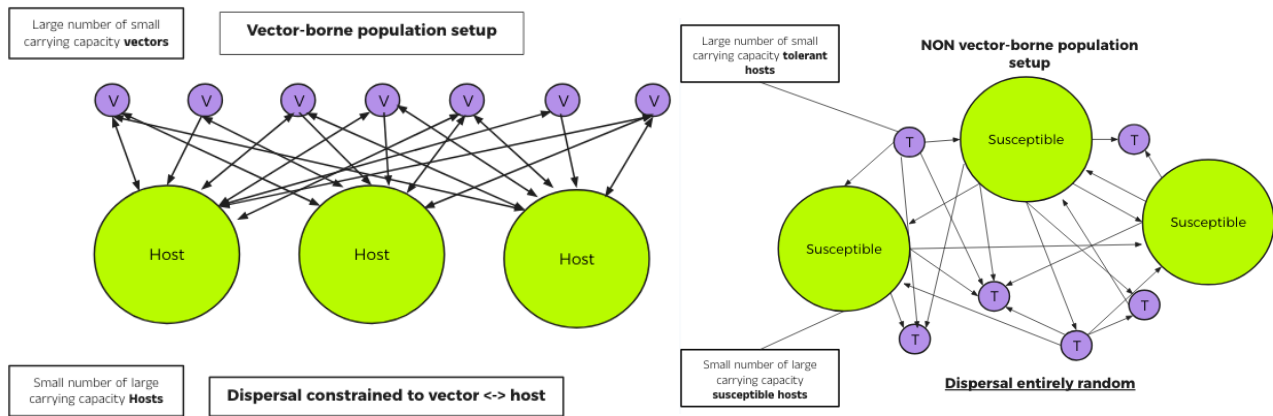 Large number of small
carrying capacity vectors
Vector-borne population setup
V V V V V V V
Host Host Host
Small number of large
carrying capacity Hosts
Dispersal constrained to vector <-> host
Large number of small
carrying capacity tolerant
hosts
NON vector-borne population
setup
Susceptible
T
T
Susceptible
Susceptible
T
T
T
T
Small number of large
carrying capacity
susceptible hosts
Dispersal entirely random